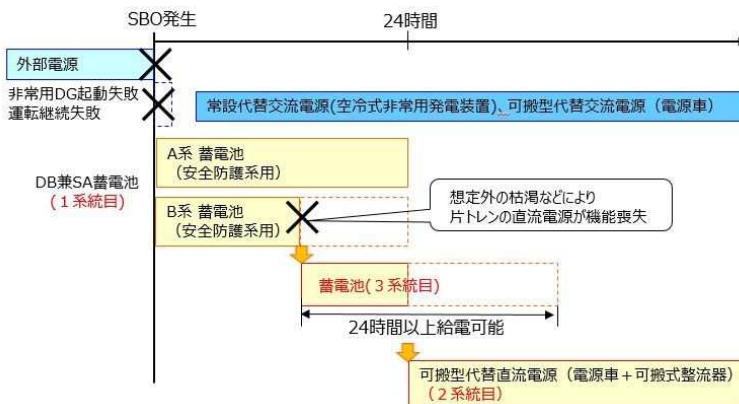 SBO発生
24時間
外部電源
非常用DG起動失敗
運転継続失敗
常設代替交流電源(空冷式非常用発電装置)、可搬型代替交流電源（電源車）
A系 蓄電池
（安全防護系用）
DB兼SA蓄電池
(１系統目)
B系 蓄電池
（安全防護系用）
想定外の枯渇などにより
片トレンの直流電源が機能喪失
蓄電池(３系統目)
24時間以上給電可能
可搬型代替直流電源（電源車＋可搬式整流器）
（２系統目）